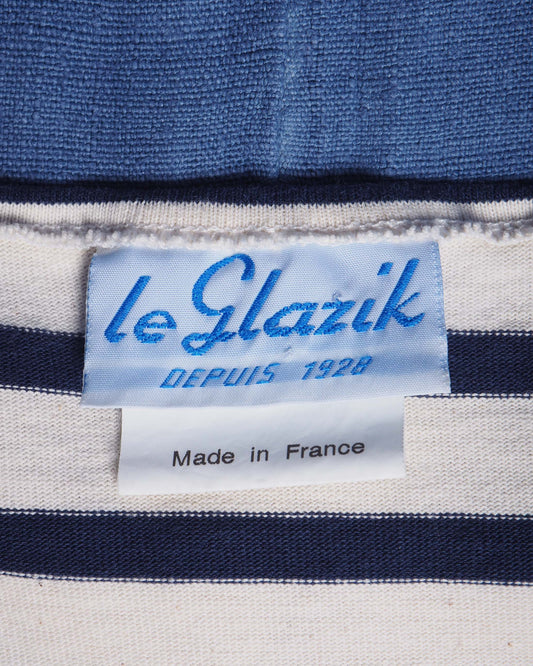 le Glazik
DEPUIS 1928
Made in France